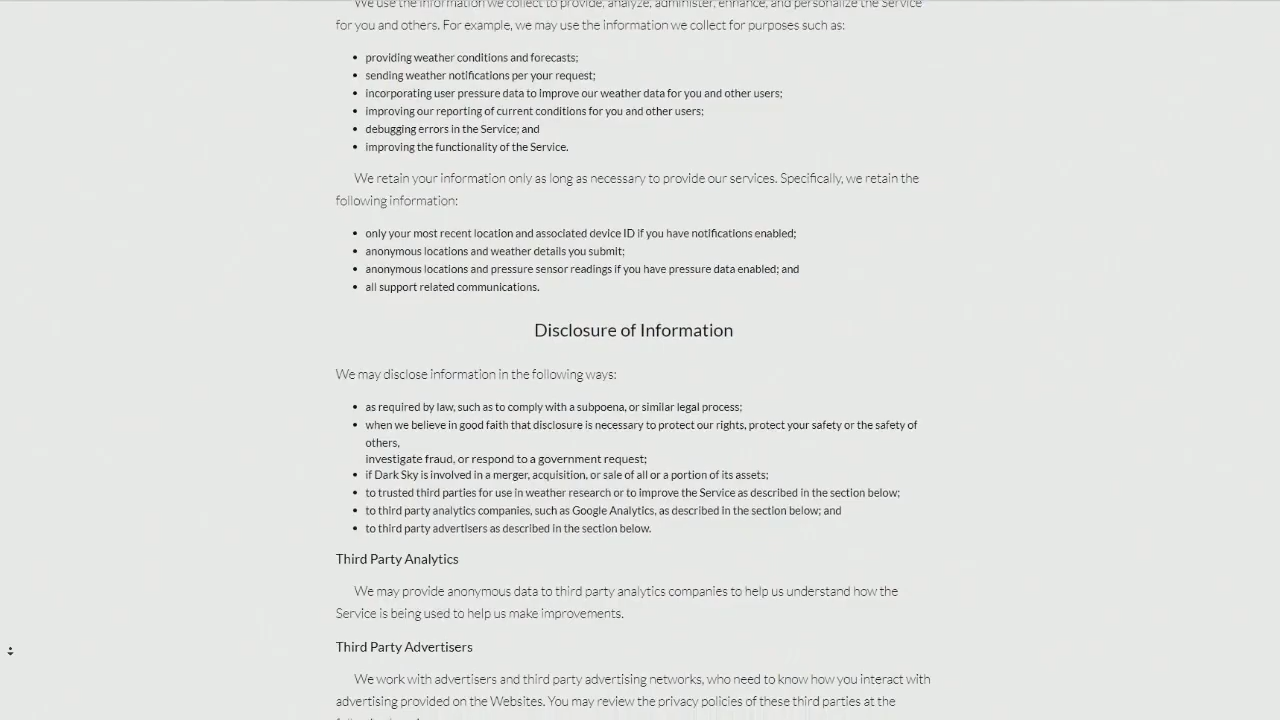 We use the information we collect to provide, analyze, administer, enhance, and personalize the Service
for you and others. For example, we may use the information we collect for purposes such as:
• providing weather conditions and forecasts;
• sending weather notifications per your request;
• incorporating user pressure data to improve our weather data for you and other users;
• improving our reporting of current conditions for you and other users;
• debugging errors in the Service; and
• improving the functionality of the Service.
We retain your information only as long as necessary to provide our services. Specifically, we retain the
following information:
• only your most recent location and associated device ID if you have notifications enabled;
• anonymous locations and weather details you submit;
• anonymous locations and pressure sensor readings if you have pressure data enabled; and
• all support related communications.
Disclosure of Information
We may disclose information in the following ways:
• as required by law, such as to comply with a subpoena, or similar legal process;
• when we believe in good faith that disclosure is necessary to protect our rights, protect your safety or the safety of
others,
investigate fraud, or respond to a government request;
• if Dark Sky is involved in a merger, acquisition, or sale of all or a portion of its assets;
• to trusted third parties for use in weather research or to improve the Service as described in the section below;
• to third party analytics companies, such as Google Analytics, as described in the section below; and
• to third party advertisers as described in the section below.
Third Party Analytics
We may provide anonymous data to third party analytics companies to help us understand how the
Service is being used to help us make improvements.
Third Party Advertisers
We work with advertisers and third party advertising networks, who need to know how you interact with
advertising provided on the Websites. You may review the privacy policies of these third parties at the